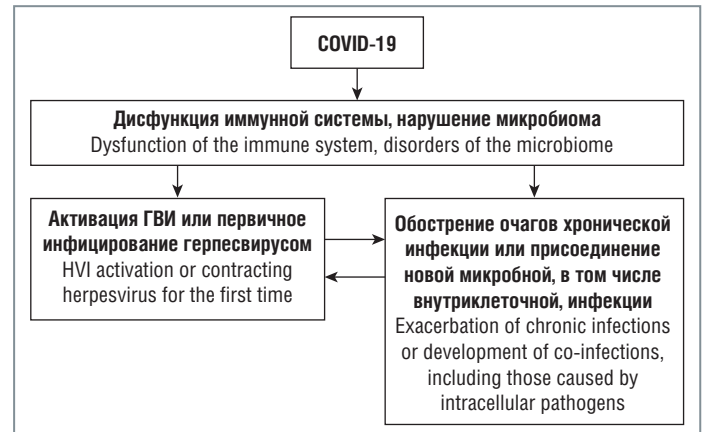 COVID-19
Дисфункция иммунной системы, нарушение микробиома
Dysfunction of the immune system, disorders of the microbiome
Активация ГВИ или первичное
инфицирование герпесвирусом
HVI activation or contracting
herpesvirus for the first time
Обострение очагов хронической
инфекции или присоединение
новой микробной, в том числе
внутриклеточной, инфекции
Exacerbation of chronic infections
or development of co-infections,
including those caused by
intracellular pathogens